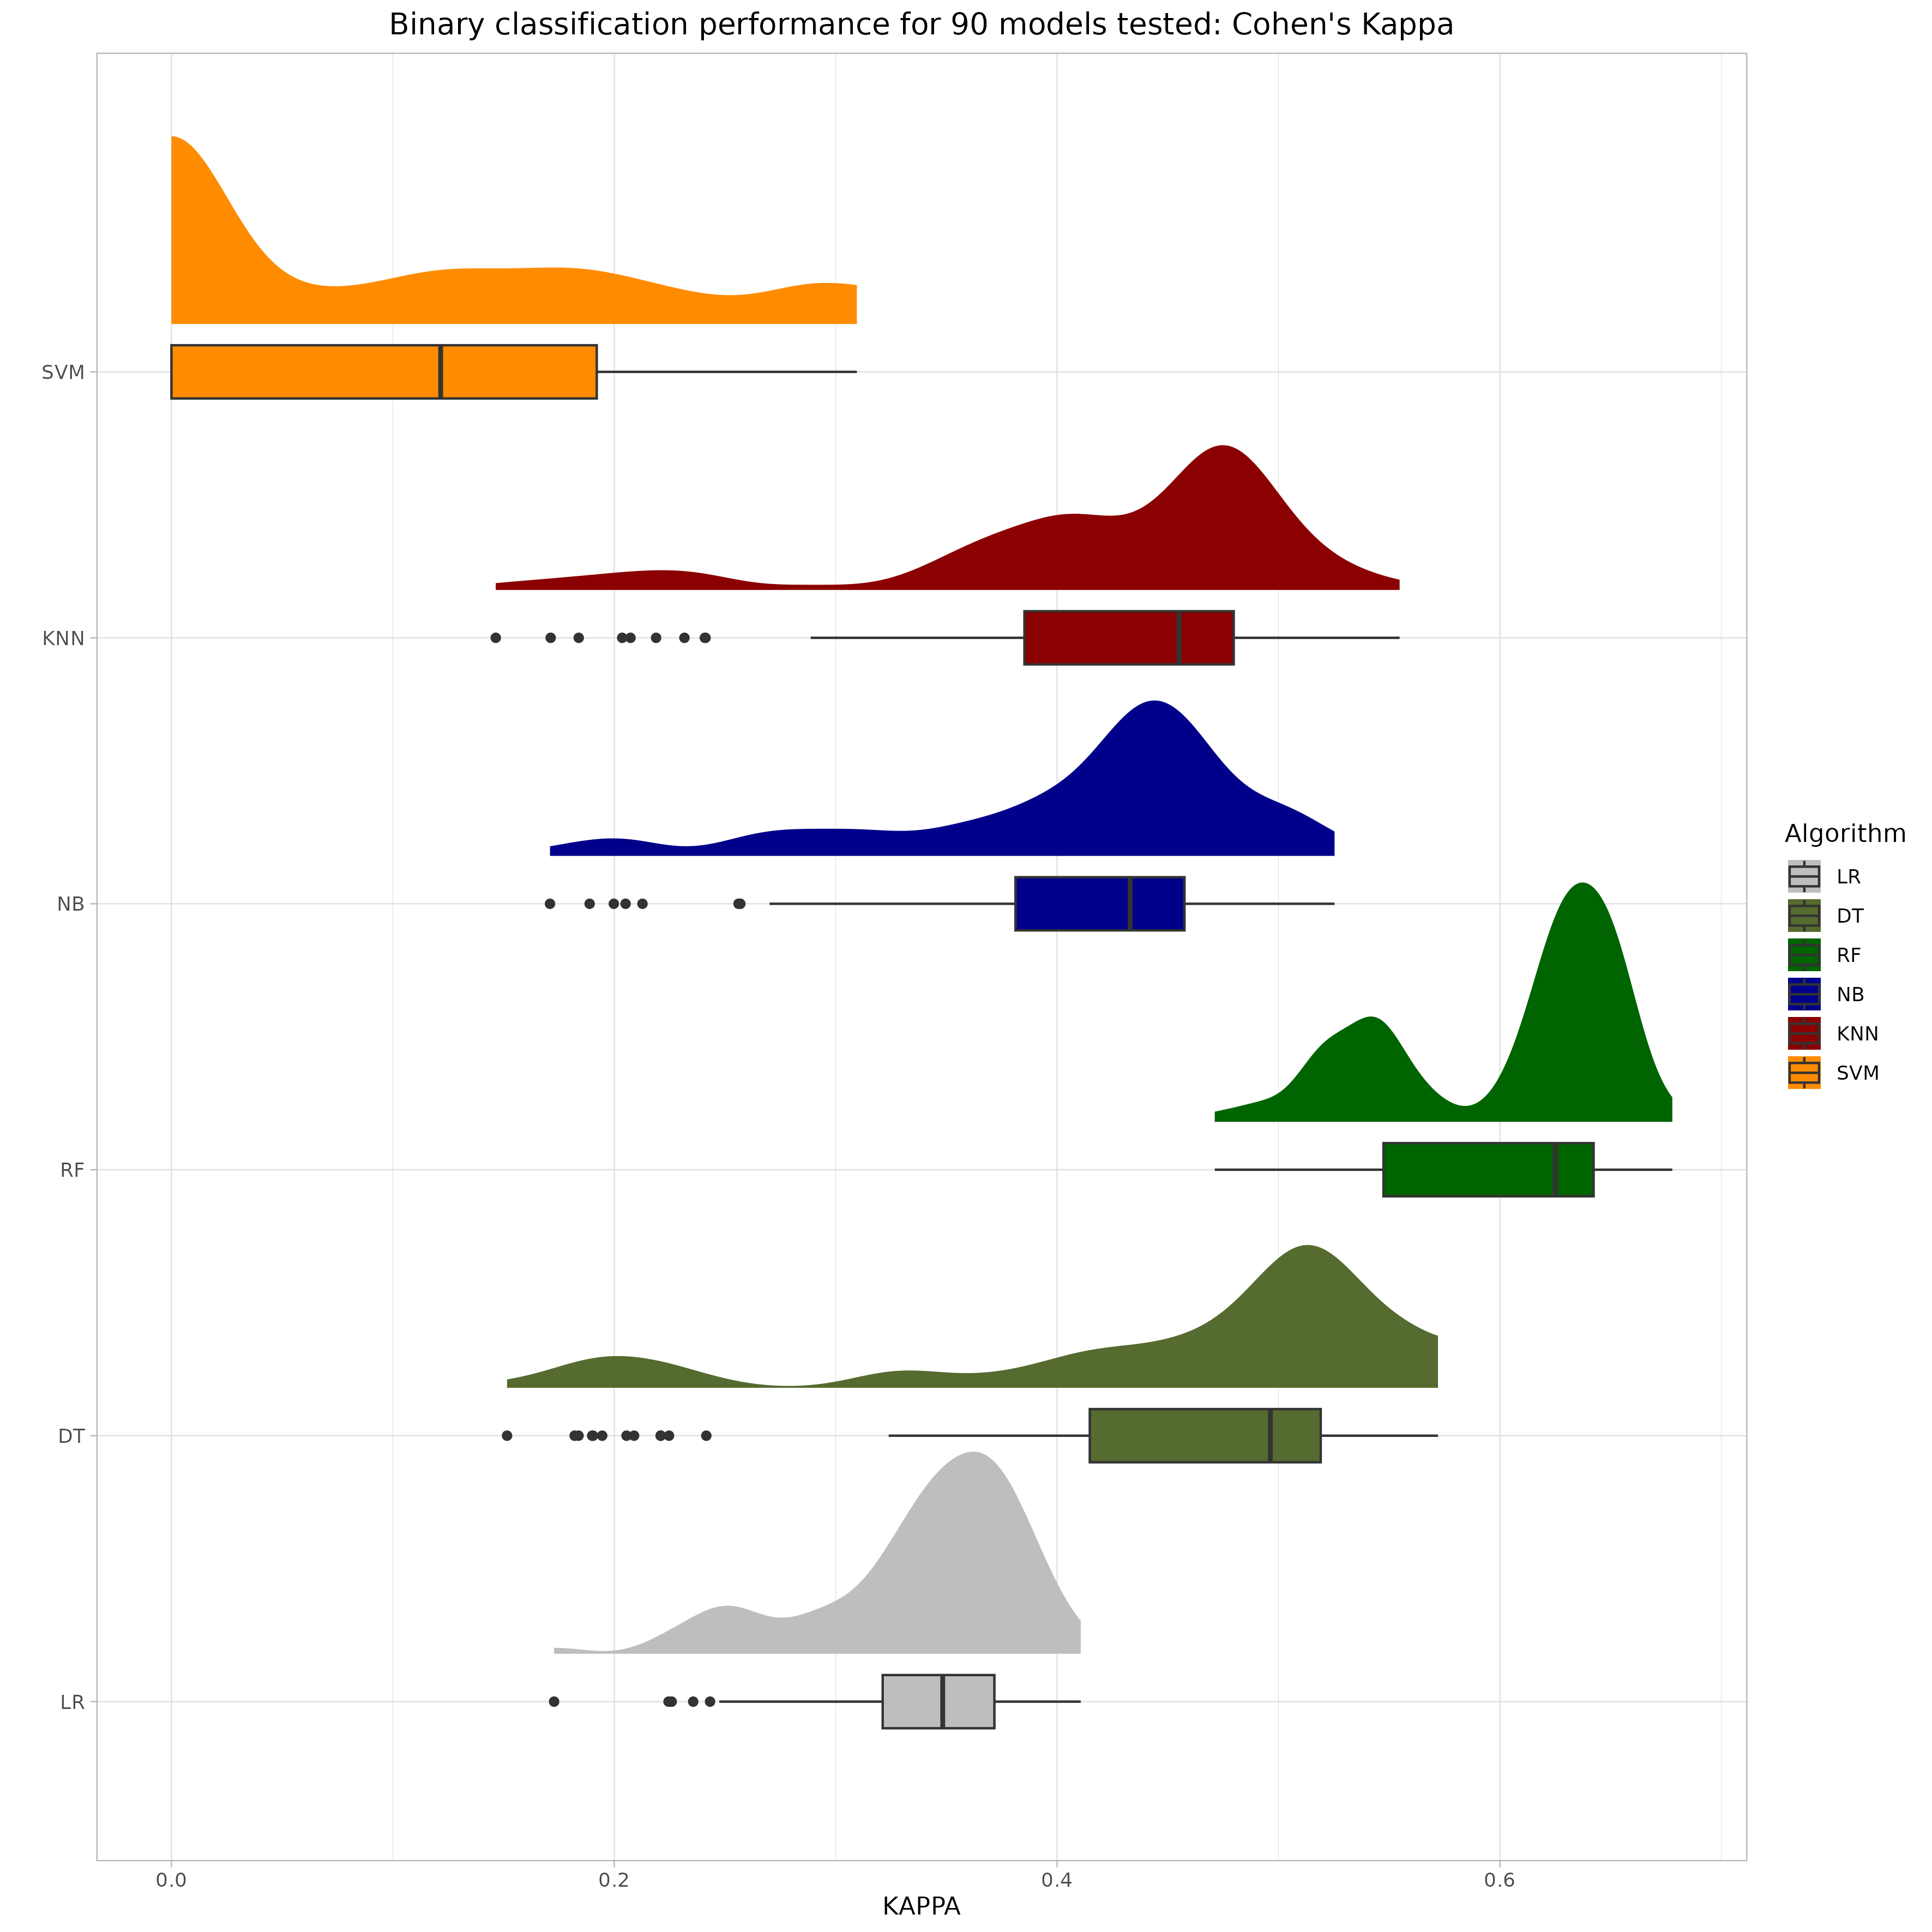 Binary classification performance for 90 models tested: Cohen's Kappa
SVM
KNN
NB
RF
DT
LR
0.0 0.2 0.4 0.6
KAPPA
Algorithm
LR
DT
RF
NB
KNN
SVM